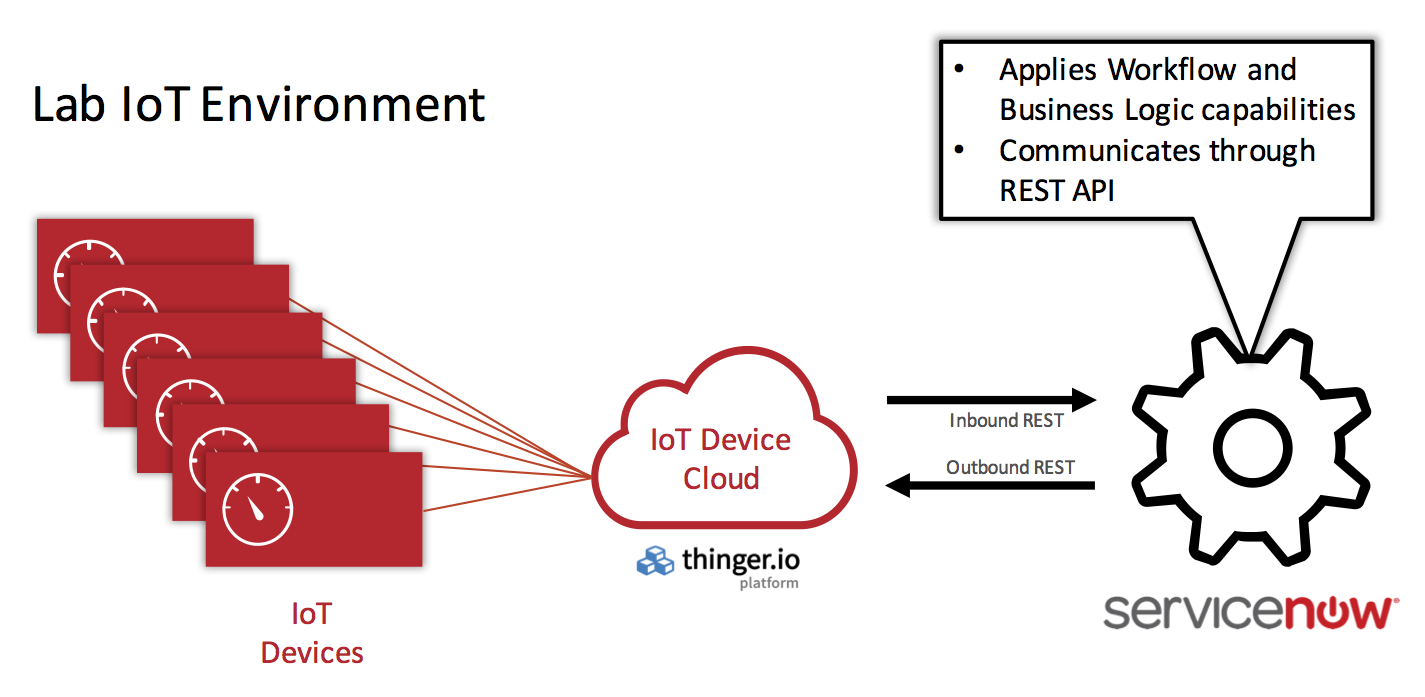 Lab IoT Environment
• Applies Workflow and
Business Logic capabilities
• Communicates through
REST API
IoT Device
Cloud
Inbound REST
Outbound REST
thinger.io
platform
servicenow®
IoT
Devices